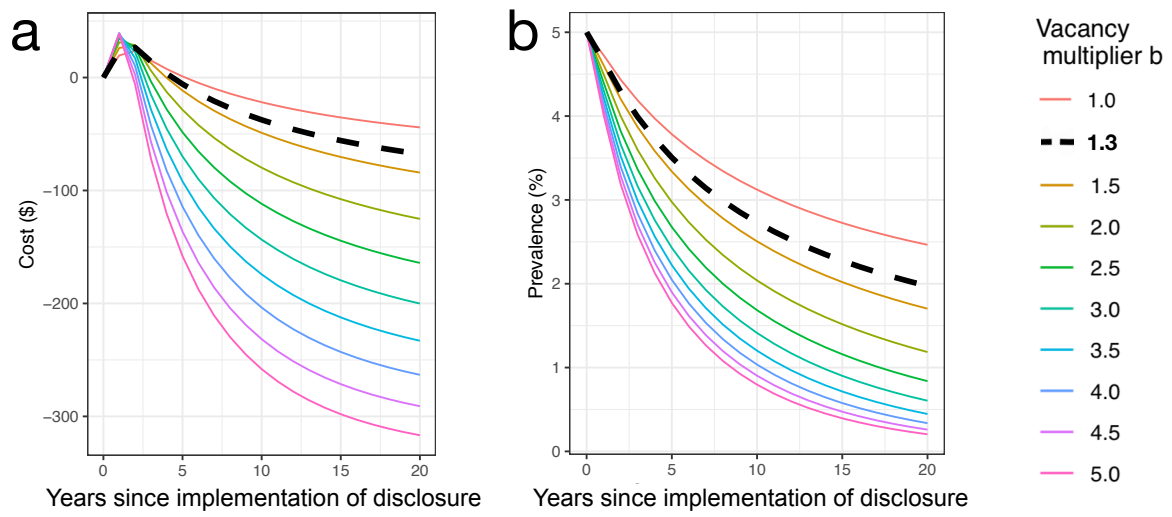 a
Cost ($)
0
−100
−200
−300
0 5 10 15 20
Years since implementation of disclosure
b
Prevalence (%)
5
4
3
2
1
0
0 5 10 15 20
Years since implementation of disclosure
Vacancy
multiplier b
1.0
1.3
1.5
2.0
2.5
3.0
3.5
4.0
4.5
5.0